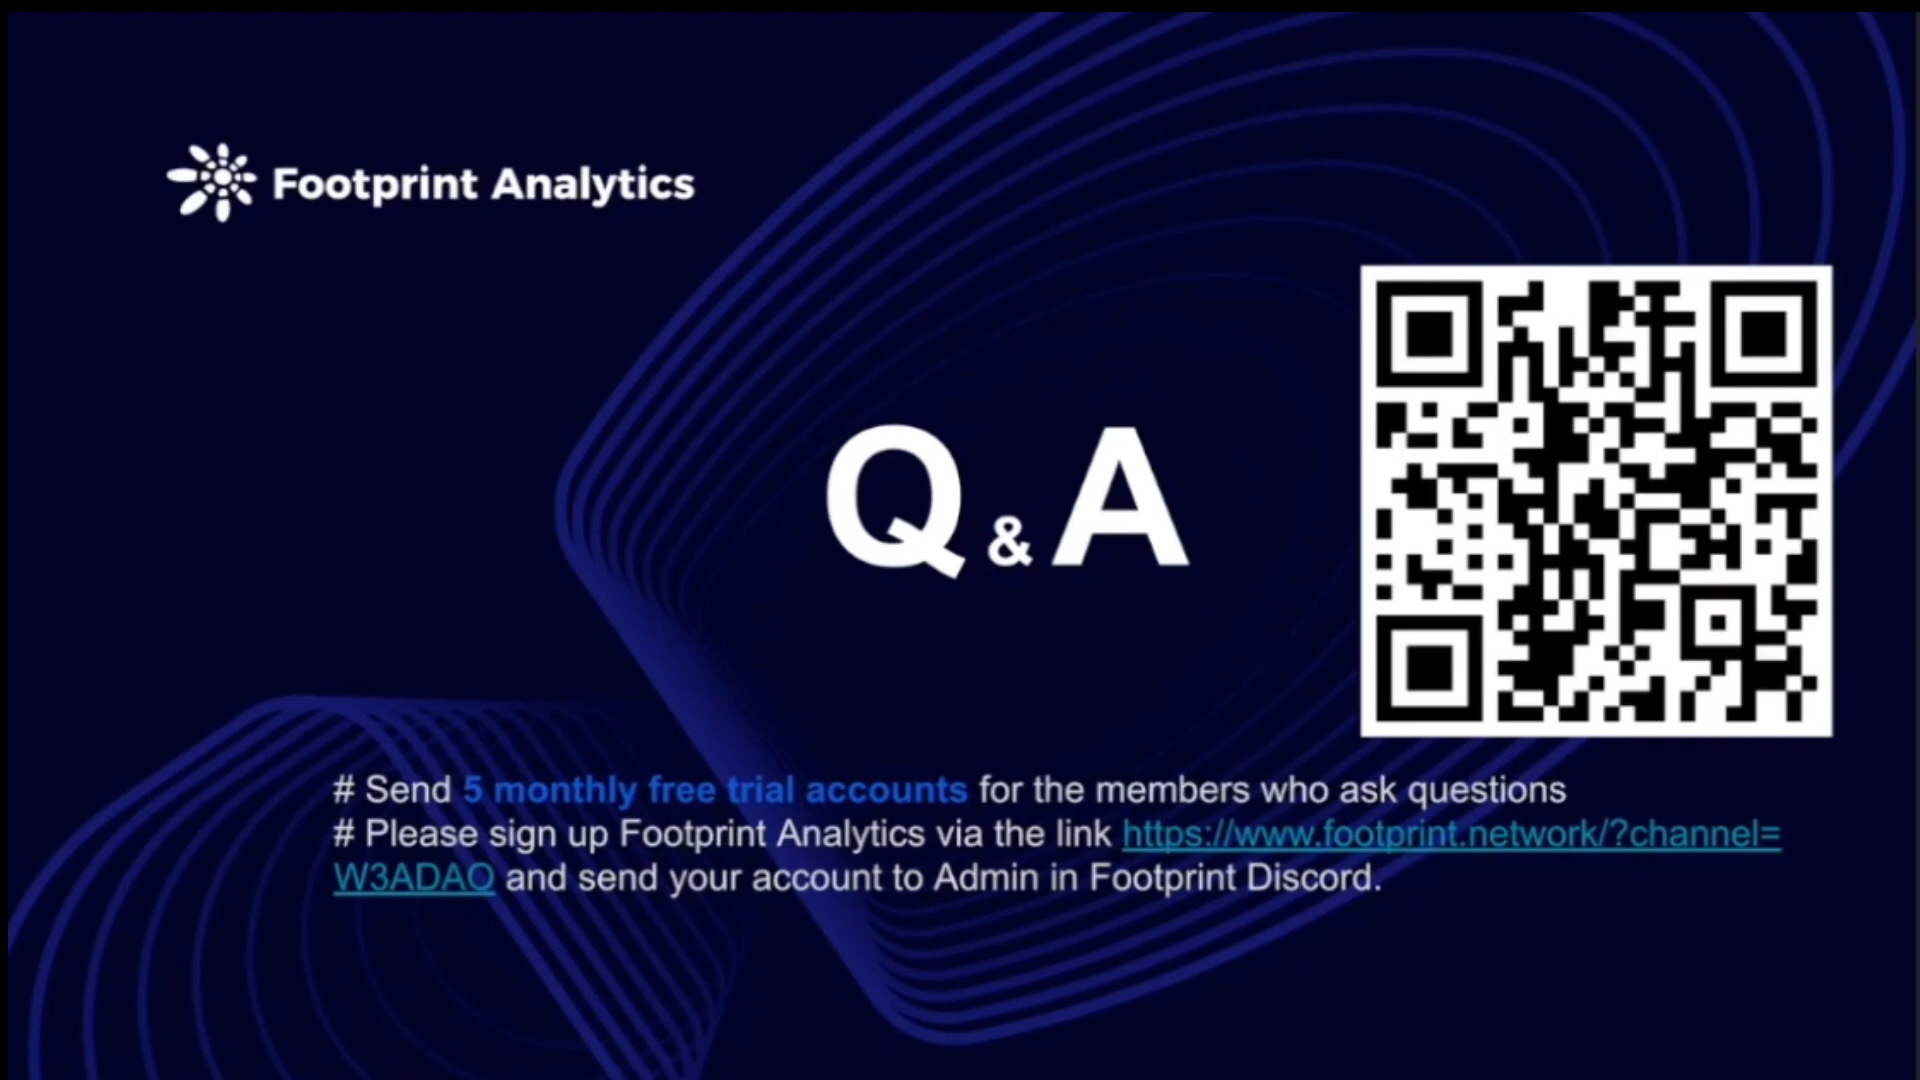 Footprint Analytics
Q & A
# Send 5 monthly free trial accounts for the members who ask questions
# Please sign up Footprint Analytics via the link https://www.footprint.network/?channel=
W3ADAO and send your account to Admin in Footprint Discord.